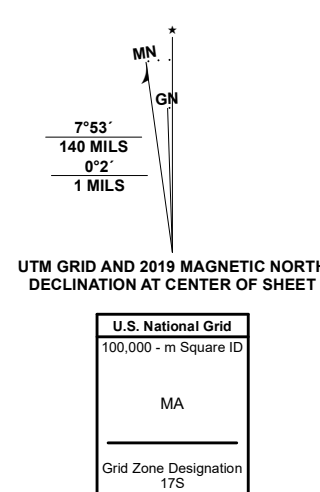 ★
MN
GN
7°53´
140 MILS
0°2´
1 MILS
UTM GRID AND 2019 MAGNETIC NORTH
DECLINATION AT CENTER OF SHEET
U.S. National Grid
100,000 - m Square ID
MA
Grid Zone Designation
17S